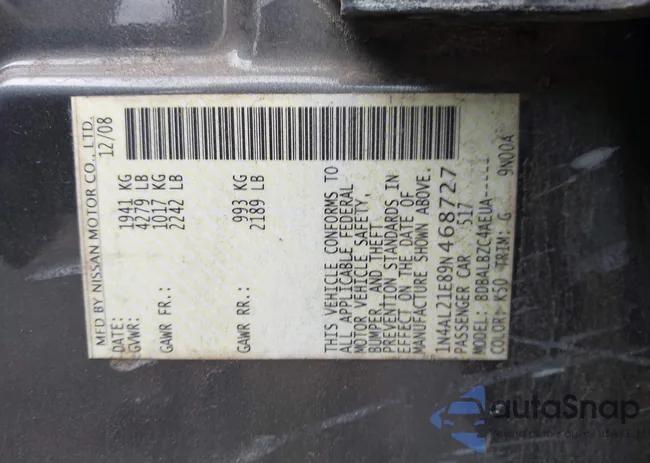 MFD BY NISSAN MOTOR CO., LTD.
DATE: 12/08
GVWR: 1941 KG
4279 LB
GAWR FR.: 1017 KG
2242 LB
GAWR RR.: 993 KG
2189 LB
THIS VEHICLE CONFORMS TO
ALL APPLICABLE FEDERAL
MOTOR VEHICLE SAFETY,
BUMPER, AND THEFT
PREVENTION STANDARDS IN
EFFECT ON THE DATE OF
MANUFACTURE SHOWN ABOVE.
1N4AL21E89N468727
PASSENGER CAR S17
MODEL: BDBALBZC4AEUA-----
COLOR: K50 TRIM: G 9N00A
autoSnap